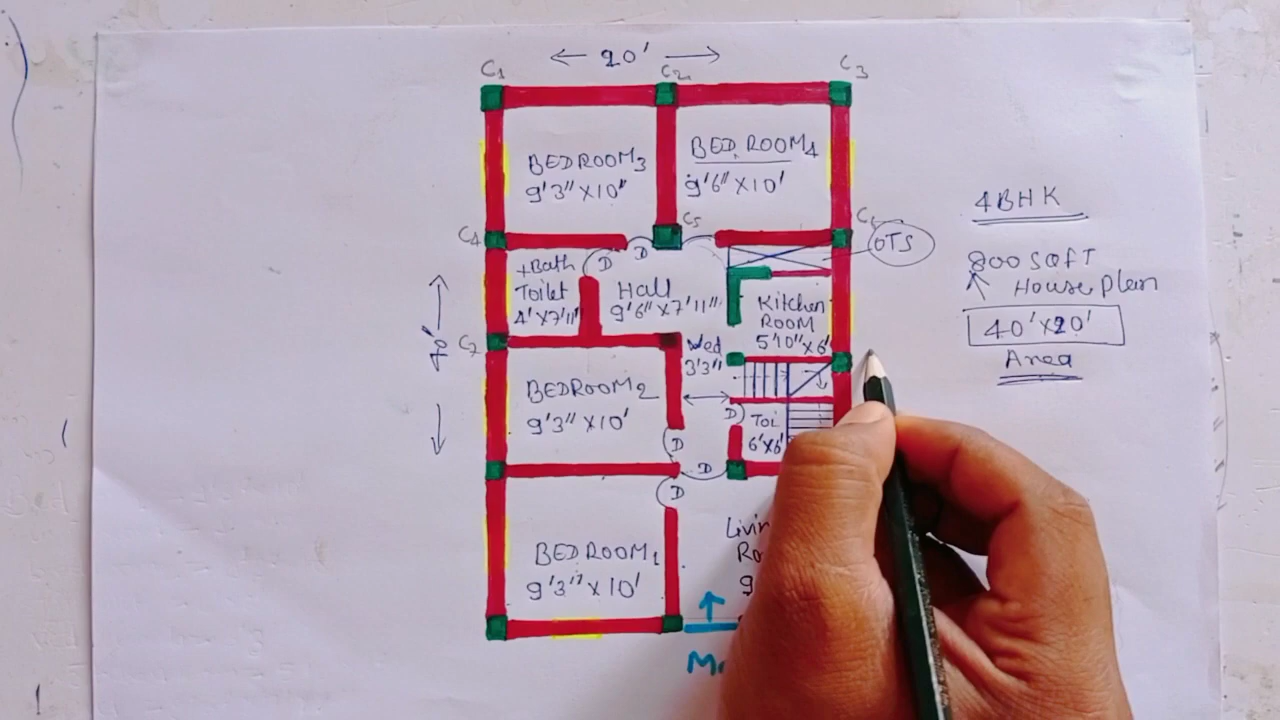 20'
C1
C2
C3
BEDROOM3
9'3" X10"
BED ROOM4
9'6" X10'
C4
C5
OTS
+Bath
Toilet
4'X7'11"
D
D
Hall
9'6"X7'11"
Kitchen
ROOM
5'10"X6'
40'
C7
3'3"
BEDROOM2
9'3" X10'
D
D
D
D
TOI
6'X6'
BEDROOM1
9'3" X10'
4BHK
800 SQFT
House Plan
40'X20'
Area